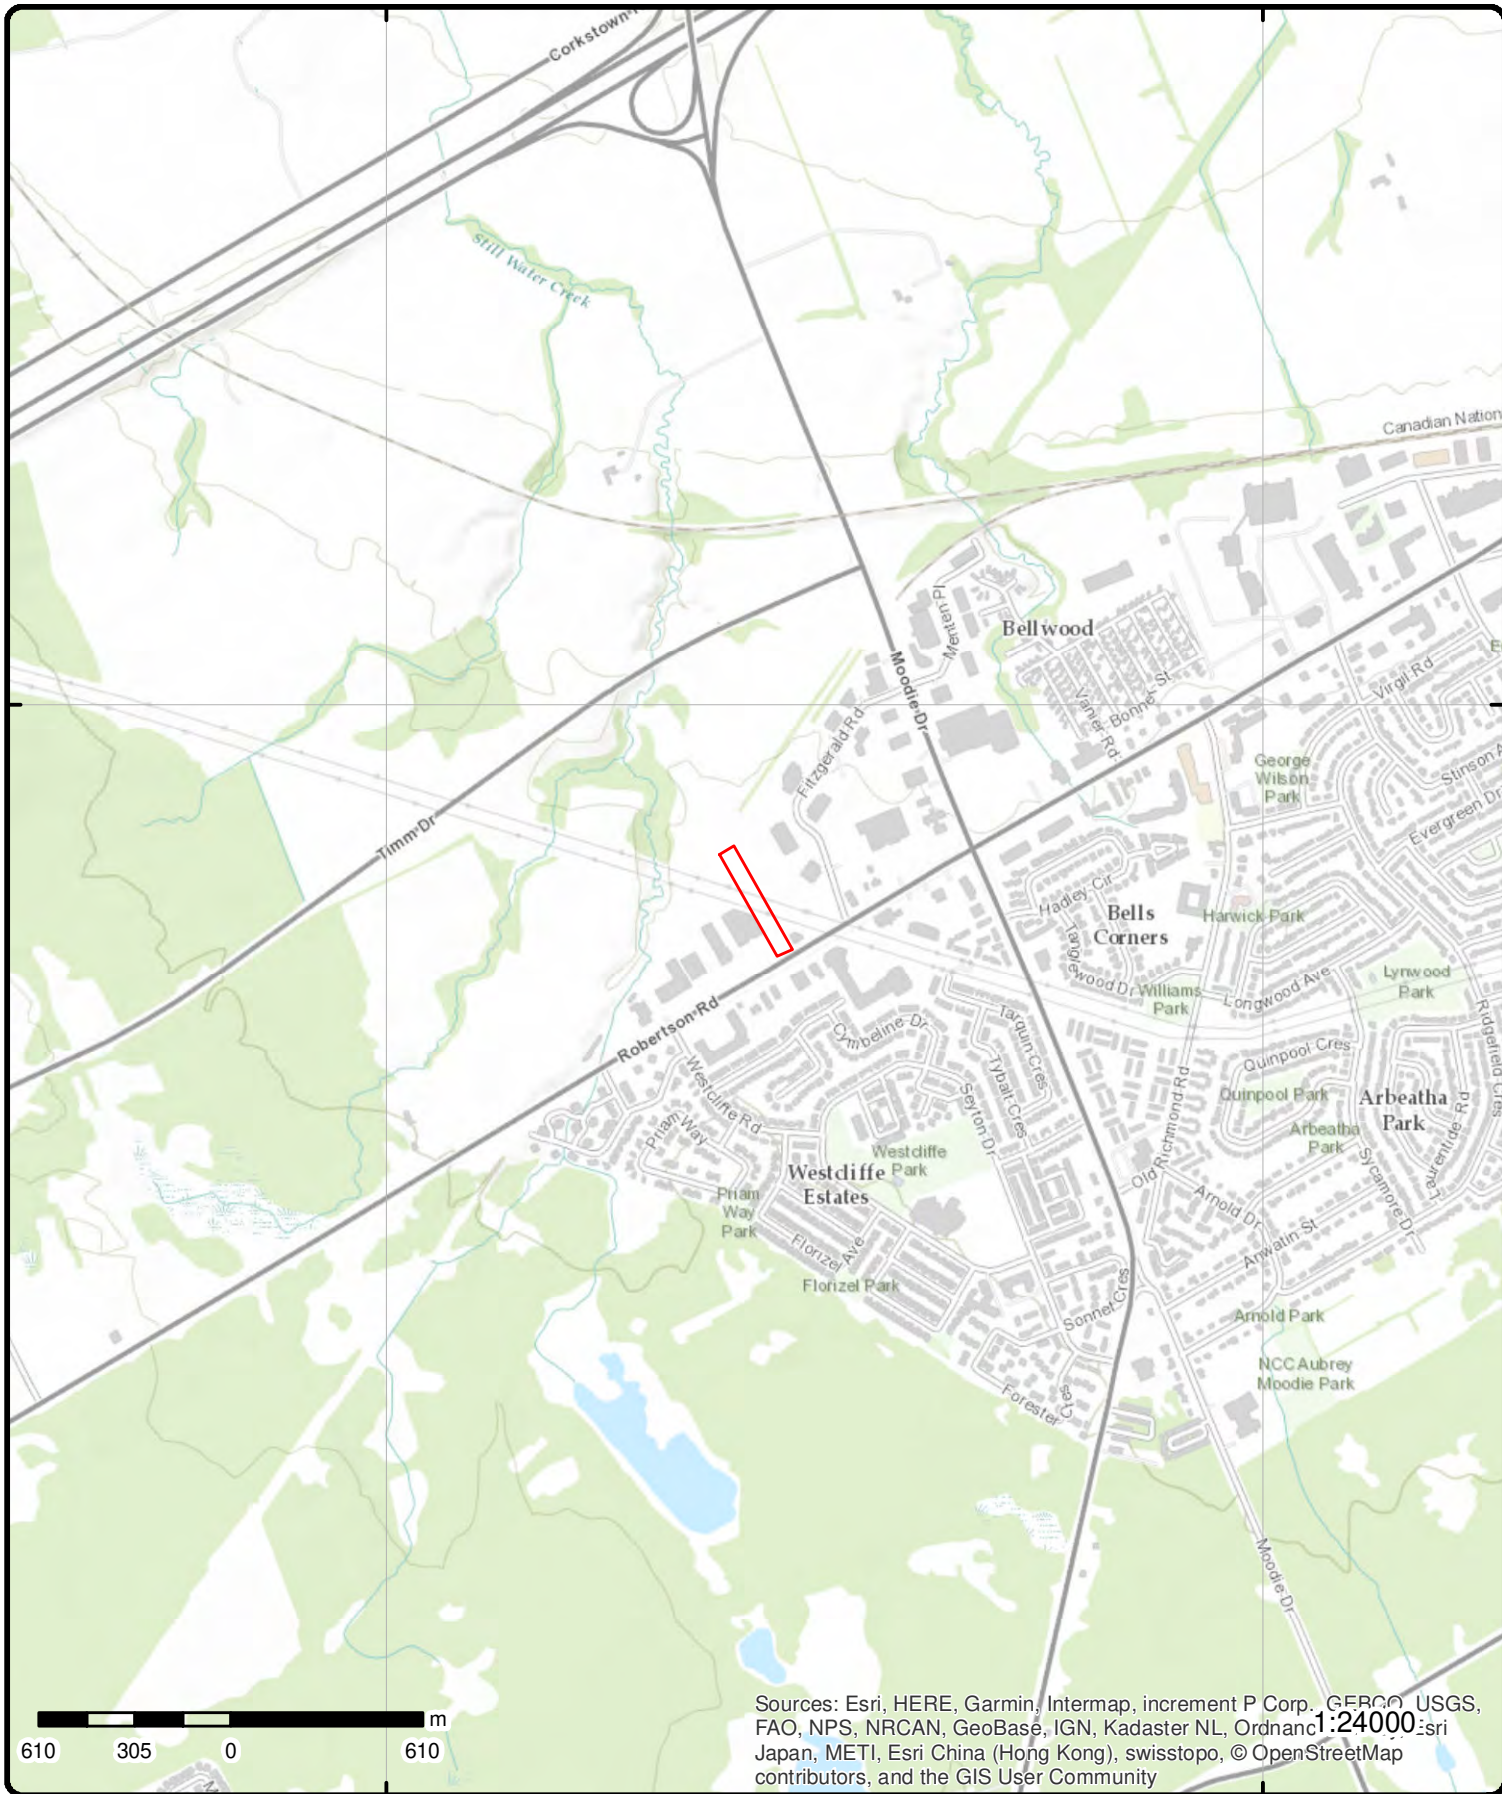 Corkstown
Still Water Creek
Canadian Nation
Menten Pl
Bellwood
Moodie Dr
Virgil Rd
Vanier Rd
Bonner St
Fitzgerald Rd
George
Wilson
Park
Stinson A
Evergreen Dr
Timm Dr
Hadley Cir
Bells
Corners
Harwick Park
Tanglewood Dr
Williams
Park
Longwood Ave
Lynwood
Park
Ridgefield Cres
Robertson Rd
Cymbeline Dr
Tarquin Cres
Tybalt Cres
Seyton Dr
Quinpool Cres
Quinpool Park
Arbeatha
Park
Arbeatha
Park
Laurentide Rd
Sycamore Dr
Westcliffe Rd
Priam Way
Westcliffe
Park
Westcliffe
Estates
Priam
Way
Park
Old Richmond Rd
Arnold Dr
Anwatin St
Florizel Ave
Florizel Park
Sonnet Cres
Arnold Park
NCC Aubrey
Moodie Park
Forester
Cres
Moodie Dr
m
610 305 0 610
Sources: Esri, HERE, Garmin, Intermap, increment P Corp., GEBCO, USGS,
FAO, NPS, NRCAN, GeoBase, IGN, Kadaster NL, Ordnanc Esri
1:24000
Japan, METI, Esri China (Hong Kong), swisstopo, © OpenStreetMap
contributors, and the GIS User Community